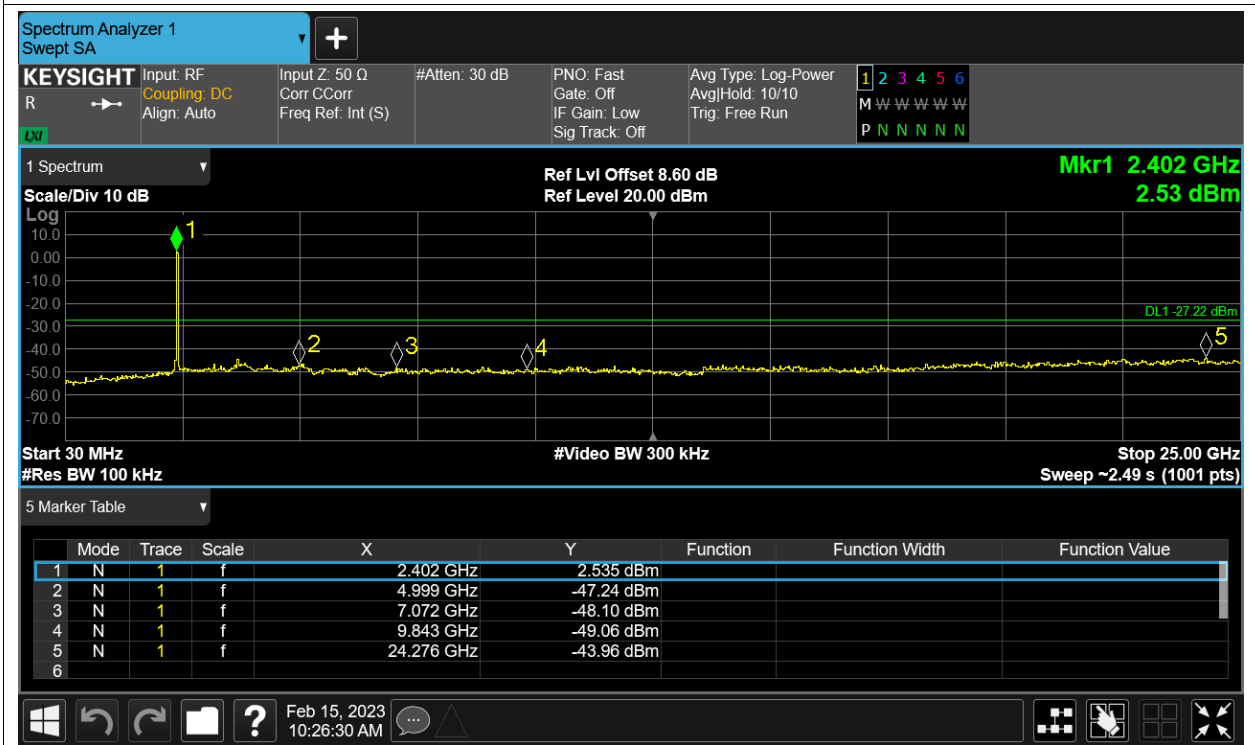 Spectrum Analyzer 1
Swept SA
+
KEYSIGHT Input: RF Input Z: 50 Ω #Atten: 30 dB PNO: Fast Avg Type: Log-Power 1 2 3 4 5 6
R Coupling: DC Corr CCorr Gate: Off Avg|Hold: 10/10 M W W W W W
Align: Auto Freq Ref: Int (S) IF Gain: Low Trig: Free Run
LXI Sig Track: Off P N N N N N
1 Spectrum Ref Lvl Offset 8.60 dB Mkr1 2.402 GHz
Scale/Div 10 dB Ref Level 20.00 dBm 2.53 dBm
Log
10.0
0.00
-10.0
-20.0
-30.0
-40.0
-50.0
-60.0
-70.0
1
DL1 -27.22 dBm
2 3 4 5
Start 30 MHz #Video BW 300 kHz Stop 25.00 GHz
#Res BW 100 kHz Sweep ~2.49 s (1001 pts)
5 Marker Table
Mode Trace Scale X Y Function Function Width Function Value
1 N 1 f 2.402 GHz 2.535 dBm
2 N 1 f 4.999 GHz -47.24 dBm
3 N 1 f 7.072 GHz -48.10 dBm
4 N 1 f 9.843 GHz -49.06 dBm
5 N 1 f 24.276 GHz -43.96 dBm
6
? Feb 15, 2023
10:26:30 AM